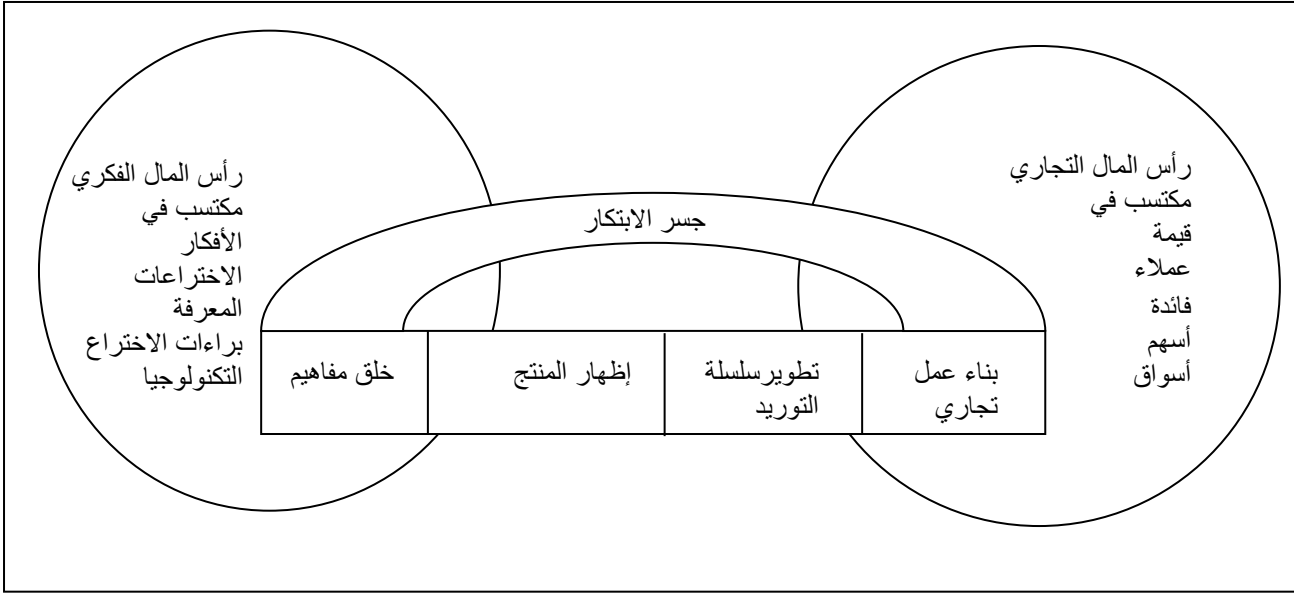 رأس المال التجاري
مكتسب في
قيمة
عملاء
فائدة
أسهم
أسواق
جسر الابتكار
رأس المال الفكري
مكتسب في
الأفكار
الاختراعات
المعرفة
براءات الاختراع
التكنولوجيا
بناء عمل
تجاري
تطويرسلسلة
التوريد
إظهار المنتج
خلق مفاهيم